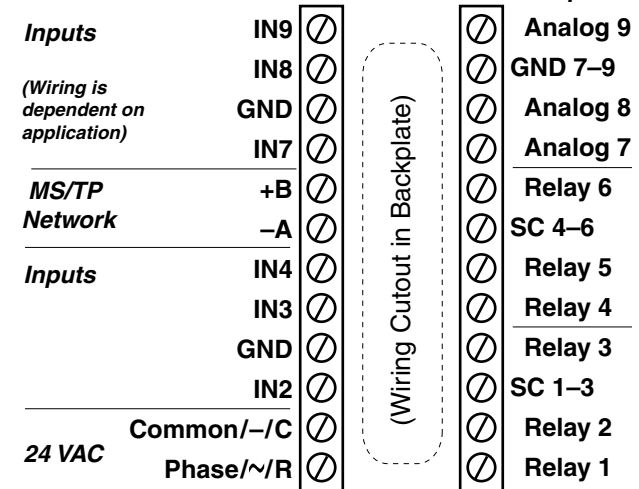 Inputs
(Wiring is
dependent on
application)
IN9
IN8
GND
IN7
MS/TP
Network
+B
–A
Inputs
IN4
IN3
GND
IN2
24 VAC
Common/–/C
Phase/~/R
(Wiring Cutout in Backplate)
Analog 9
GND 7–9
Analog 8
Analog 7
Relay 6
SC 4–6
Relay 5
Relay 4
Relay 3
SC 1–3
Relay 2
Relay 1